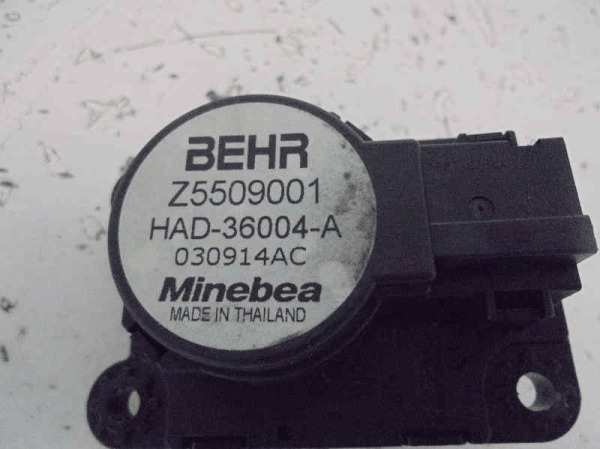 BEHR
Z5509001
HAD-36004-A
030914AC
Minebea
MADE IN THAILAND